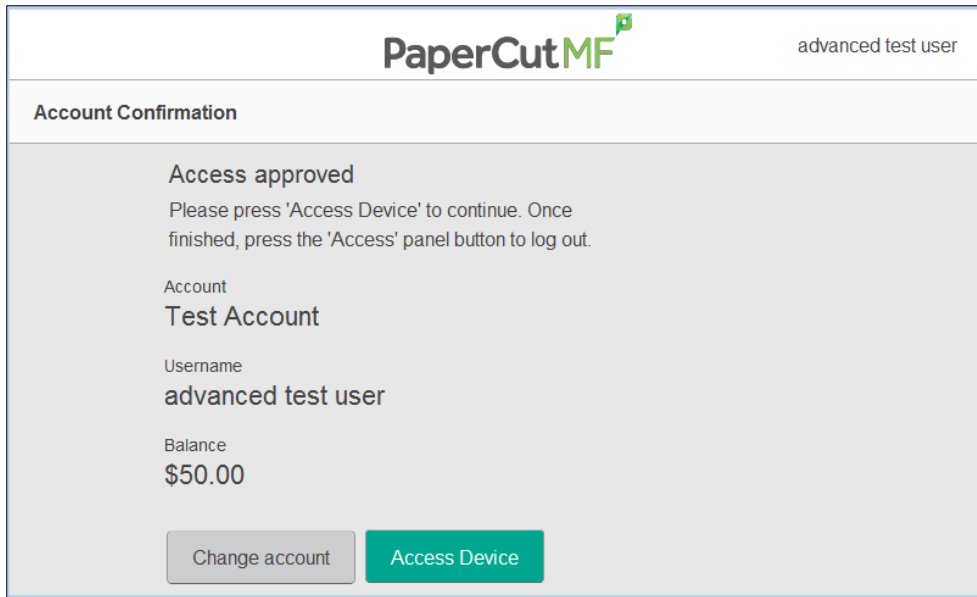 PaperCutMF
advanced test user
Account Confirmation
Access approved
Please press 'Access Device' to continue. Once
finished, press the 'Access' panel button to log out.
Account
Test Account
Username
advanced test user
Balance
$50.00
Change account
Access Device